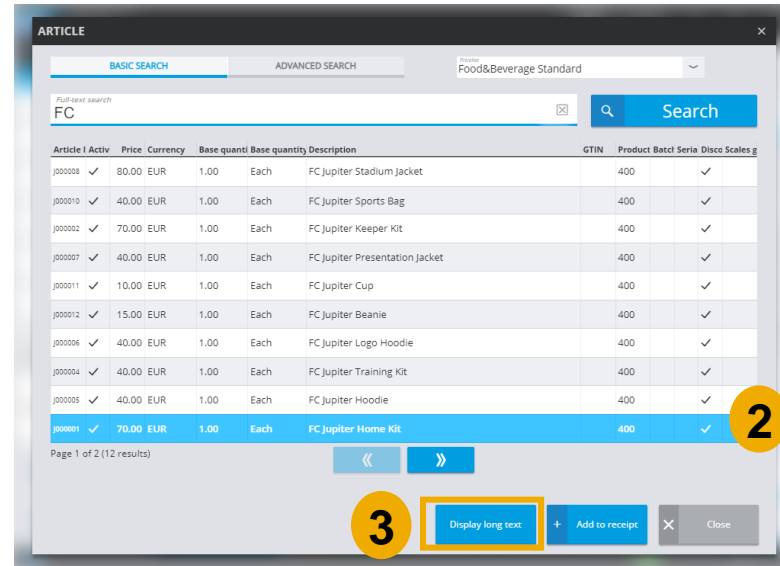 ARTICLE ×
BASIC SEARCH ADVANCED SEARCH Pricelist
Food&Beverage Standard
Full-text search
FC Search
Article I Activ Price Currency Base quanti Base quantity Description GTIN Product Batch Seria Disco Scales g
J000008 ✓ 80.00 EUR 1.00 Each FC Jupiter Stadium Jacket 400 ✓
J000010 ✓ 40.00 EUR 1.00 Each FC Jupiter Sports Bag 400 ✓
J000002 ✓ 70.00 EUR 1.00 Each FC Jupiter Keeper Kit 400 ✓
J000007 ✓ 40.00 EUR 1.00 Each FC Jupiter Presentation Jacket 400 ✓
J000011 ✓ 10.00 EUR 1.00 Each FC Jupiter Cup 400 ✓
J000012 ✓ 15.00 EUR 1.00 Each FC Jupiter Beanie 400 ✓
J000006 ✓ 40.00 EUR 1.00 Each FC Jupiter Logo Hoodie 400 ✓
J000004 ✓ 40.00 EUR 1.00 Each FC Jupiter Training Kit 400 ✓
J000005 ✓ 40.00 EUR 1.00 Each FC Jupiter Hoodie 400 ✓
J000001 ✓ 70.00 EUR 1.00 Each FC Jupiter Home Kit 400 ✓ 2
Page 1 of 2 (12 results) « »
3 Display long text + Add to receipt × Close